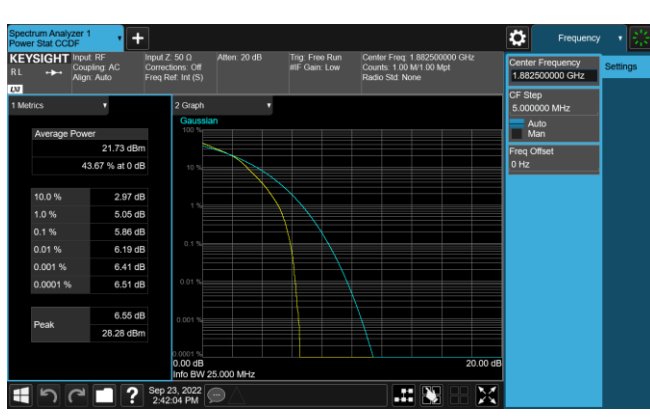 Spectrum Analyzer 1
Power Stat CCDF
Frequency
KEYSIGHT
RL
LXI
Input: RF
Coupling: AC
Align: Auto
Input Z: 50 Ω
Corrections: Off
Freq Ref: Int (S)
Atten: 20 dB
Trig: Free Run
#IF Gain: Low
Center Freq: 1.882500000 GHz
Counts: 1.00 M/1.00 Mpt
Radio Std: None
Center Frequency
1.882500000 GHz
Settings
CF Step
5.000000 MHz
Auto
Man
Freq Offset
0 Hz
1 Metrics
Average Power
21.73 dBm
43.67 % at 0 dB
10.0 % 2.97 dB
1.0 % 5.05 dB
0.1 % 5.86 dB
0.01 % 6.19 dB
0.001 % 6.41 dB
0.0001 % 6.51 dB
Peak
6.55 dB
28.28 dBm
2 Graph
Gaussian
100 %
10 %
1 %
0.1 %
0.01 %
0.001 %
0.0001 %
0.00 dB 20.00 dB
Info BW 25.000 MHz
?
Sep 23, 2022
2:42:04 PM